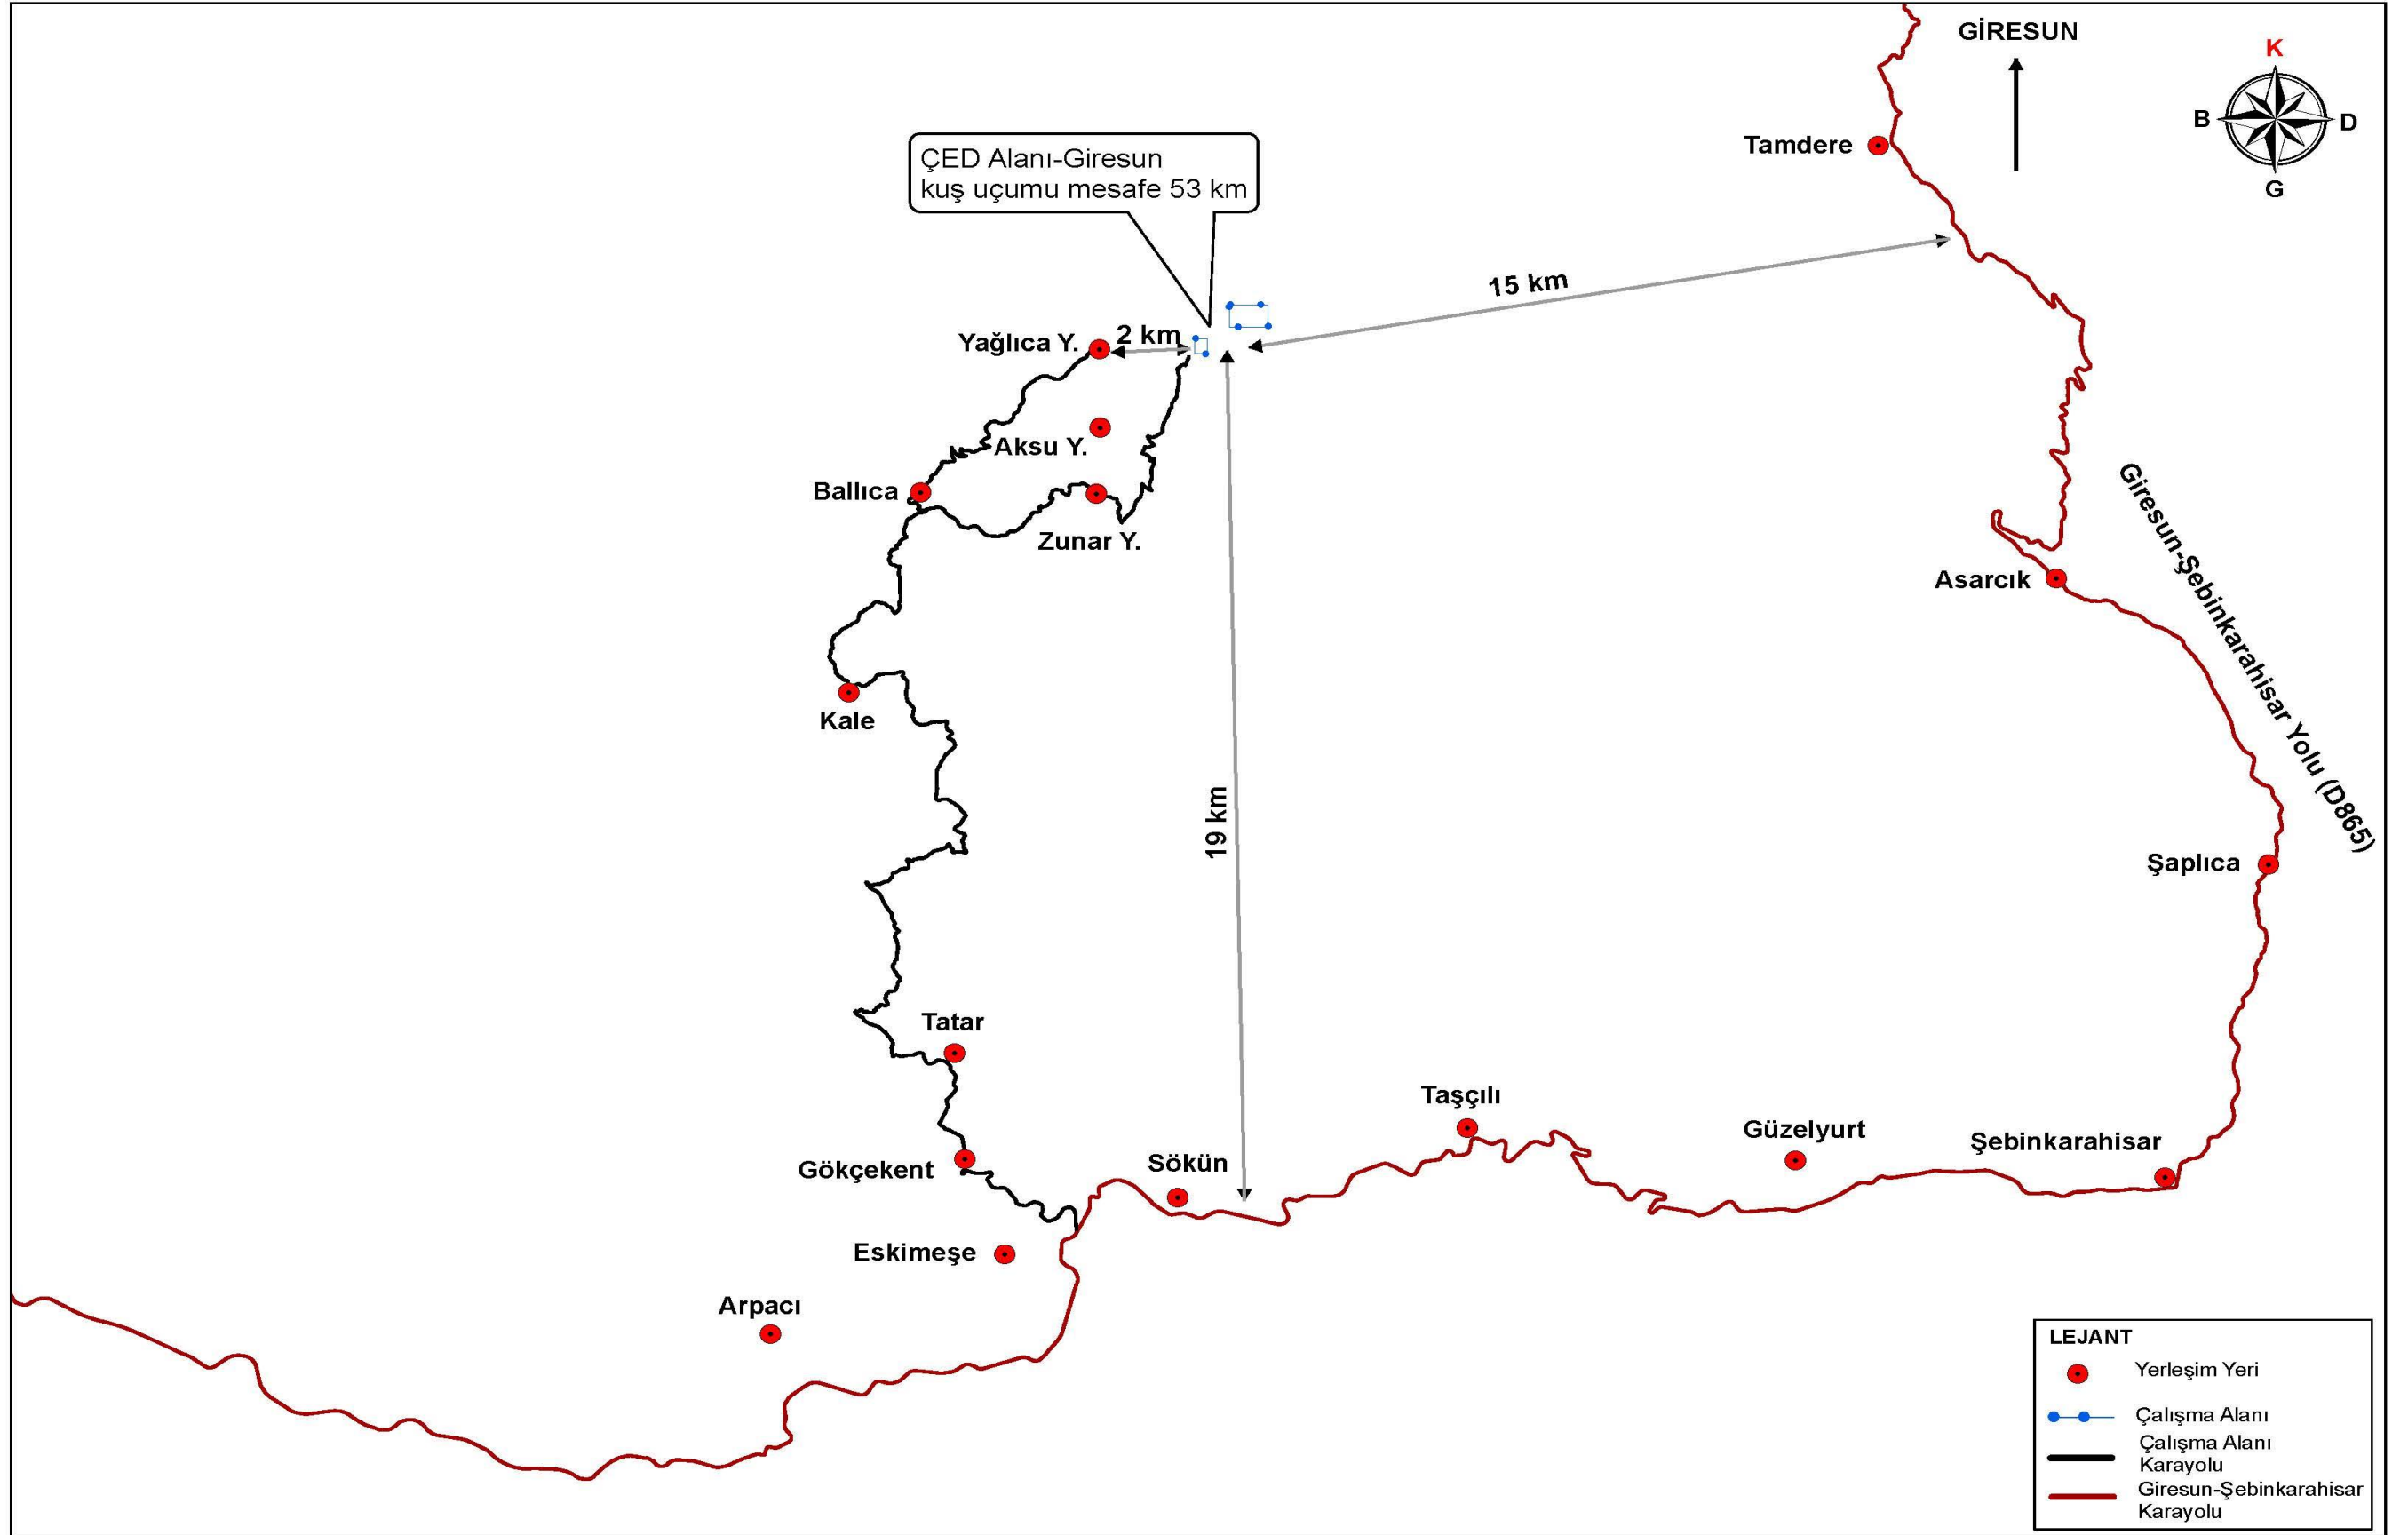 GİRESUN
K
B
D
G
Tamdere
ÇED Alanı-Giresun
kuş uçumu mesafe 53 km
15 km
Yağlıca Y.
2 km
Aksu Y.
Ballıca
Zunar Y.
Asarcık
Giresun-Şebinkarahisar Yolu (D865)
Kale
19 km
Şaplıca
Tatar
Taşçılı
Güzelyurt
Şebinkarahisar
Sökün
Gökçekent
Eskimeşe
Arpacı
LEJANT
Yerleşim Yeri
Çalışma Alanı
Çalışma Alanı
Karayolu
Giresun-Şebinkarahisar
Karayolu